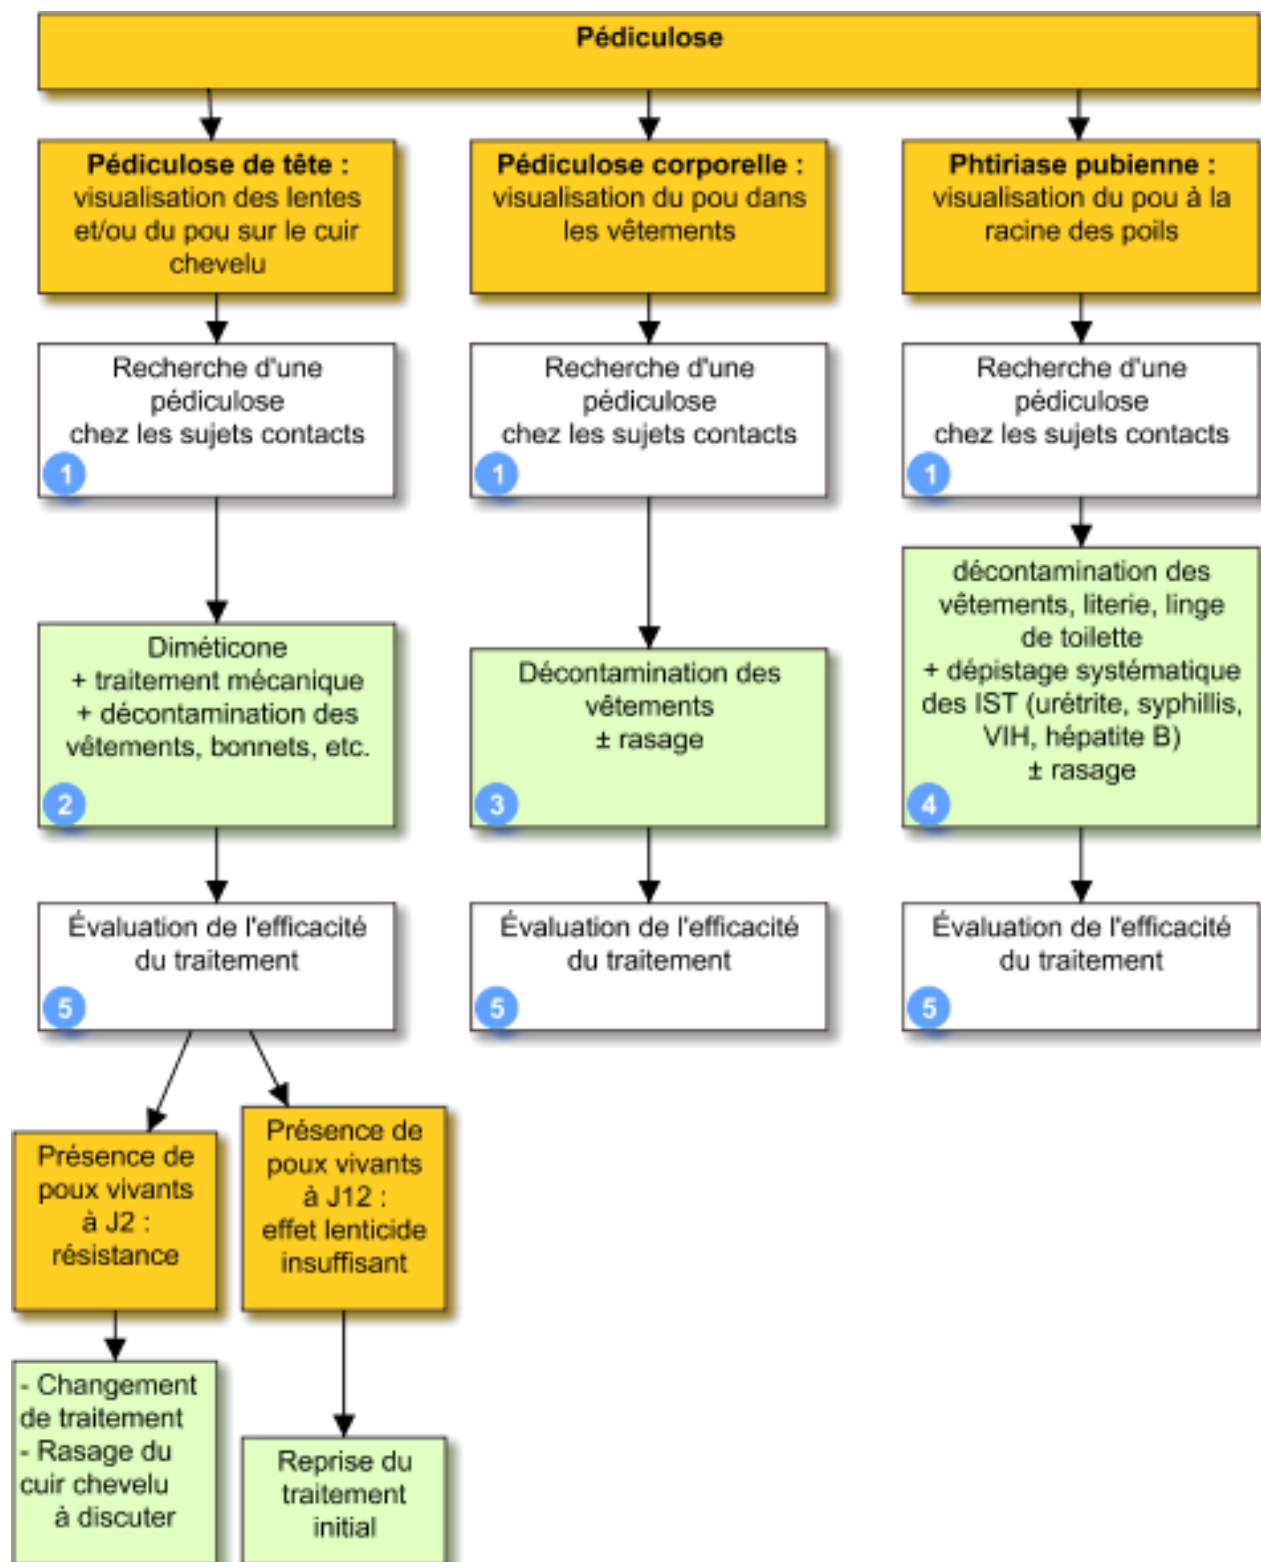 Pédiculose
Pédiculose de tête :
visualisation des lentes
et/ou du pou sur le cuir
chevelu
Pédiculose corporelle :
visualisation du pou dans
les vêtements
Phtiriase pubienne :
visualisation du pou à la
racine des poils
Recherche d'une
pédiculose
chez les sujets contacts
1
Recherche d'une
pédiculose
chez les sujets contacts
1
Recherche d'une
pédiculose
chez les sujets contacts
1
Diméticone
+ traitement mécanique
+ décontamination des
vêtements, bonnets, etc.
2
Décontamination des
vêtements
± rasage
3
décontamination des
vêtements, literie, linge
de toilette
+ dépistage systématique
des IST (urétrite, syphillis,
VIH, hépatite B)
± rasage
4
Évaluation de l'efficacité
du traitement
5
Évaluation de l'efficacité
du traitement
5
Évaluation de l'efficacité
du traitement
5
Présence de
poux vivants
à J2 :
résistance
Présence de
poux vivants
à J12 :
effet lenticide
insuffisant
- Changement
de traitement
- Rasage du
cuir chevelu
à discuter
Reprise du
traitement
initial